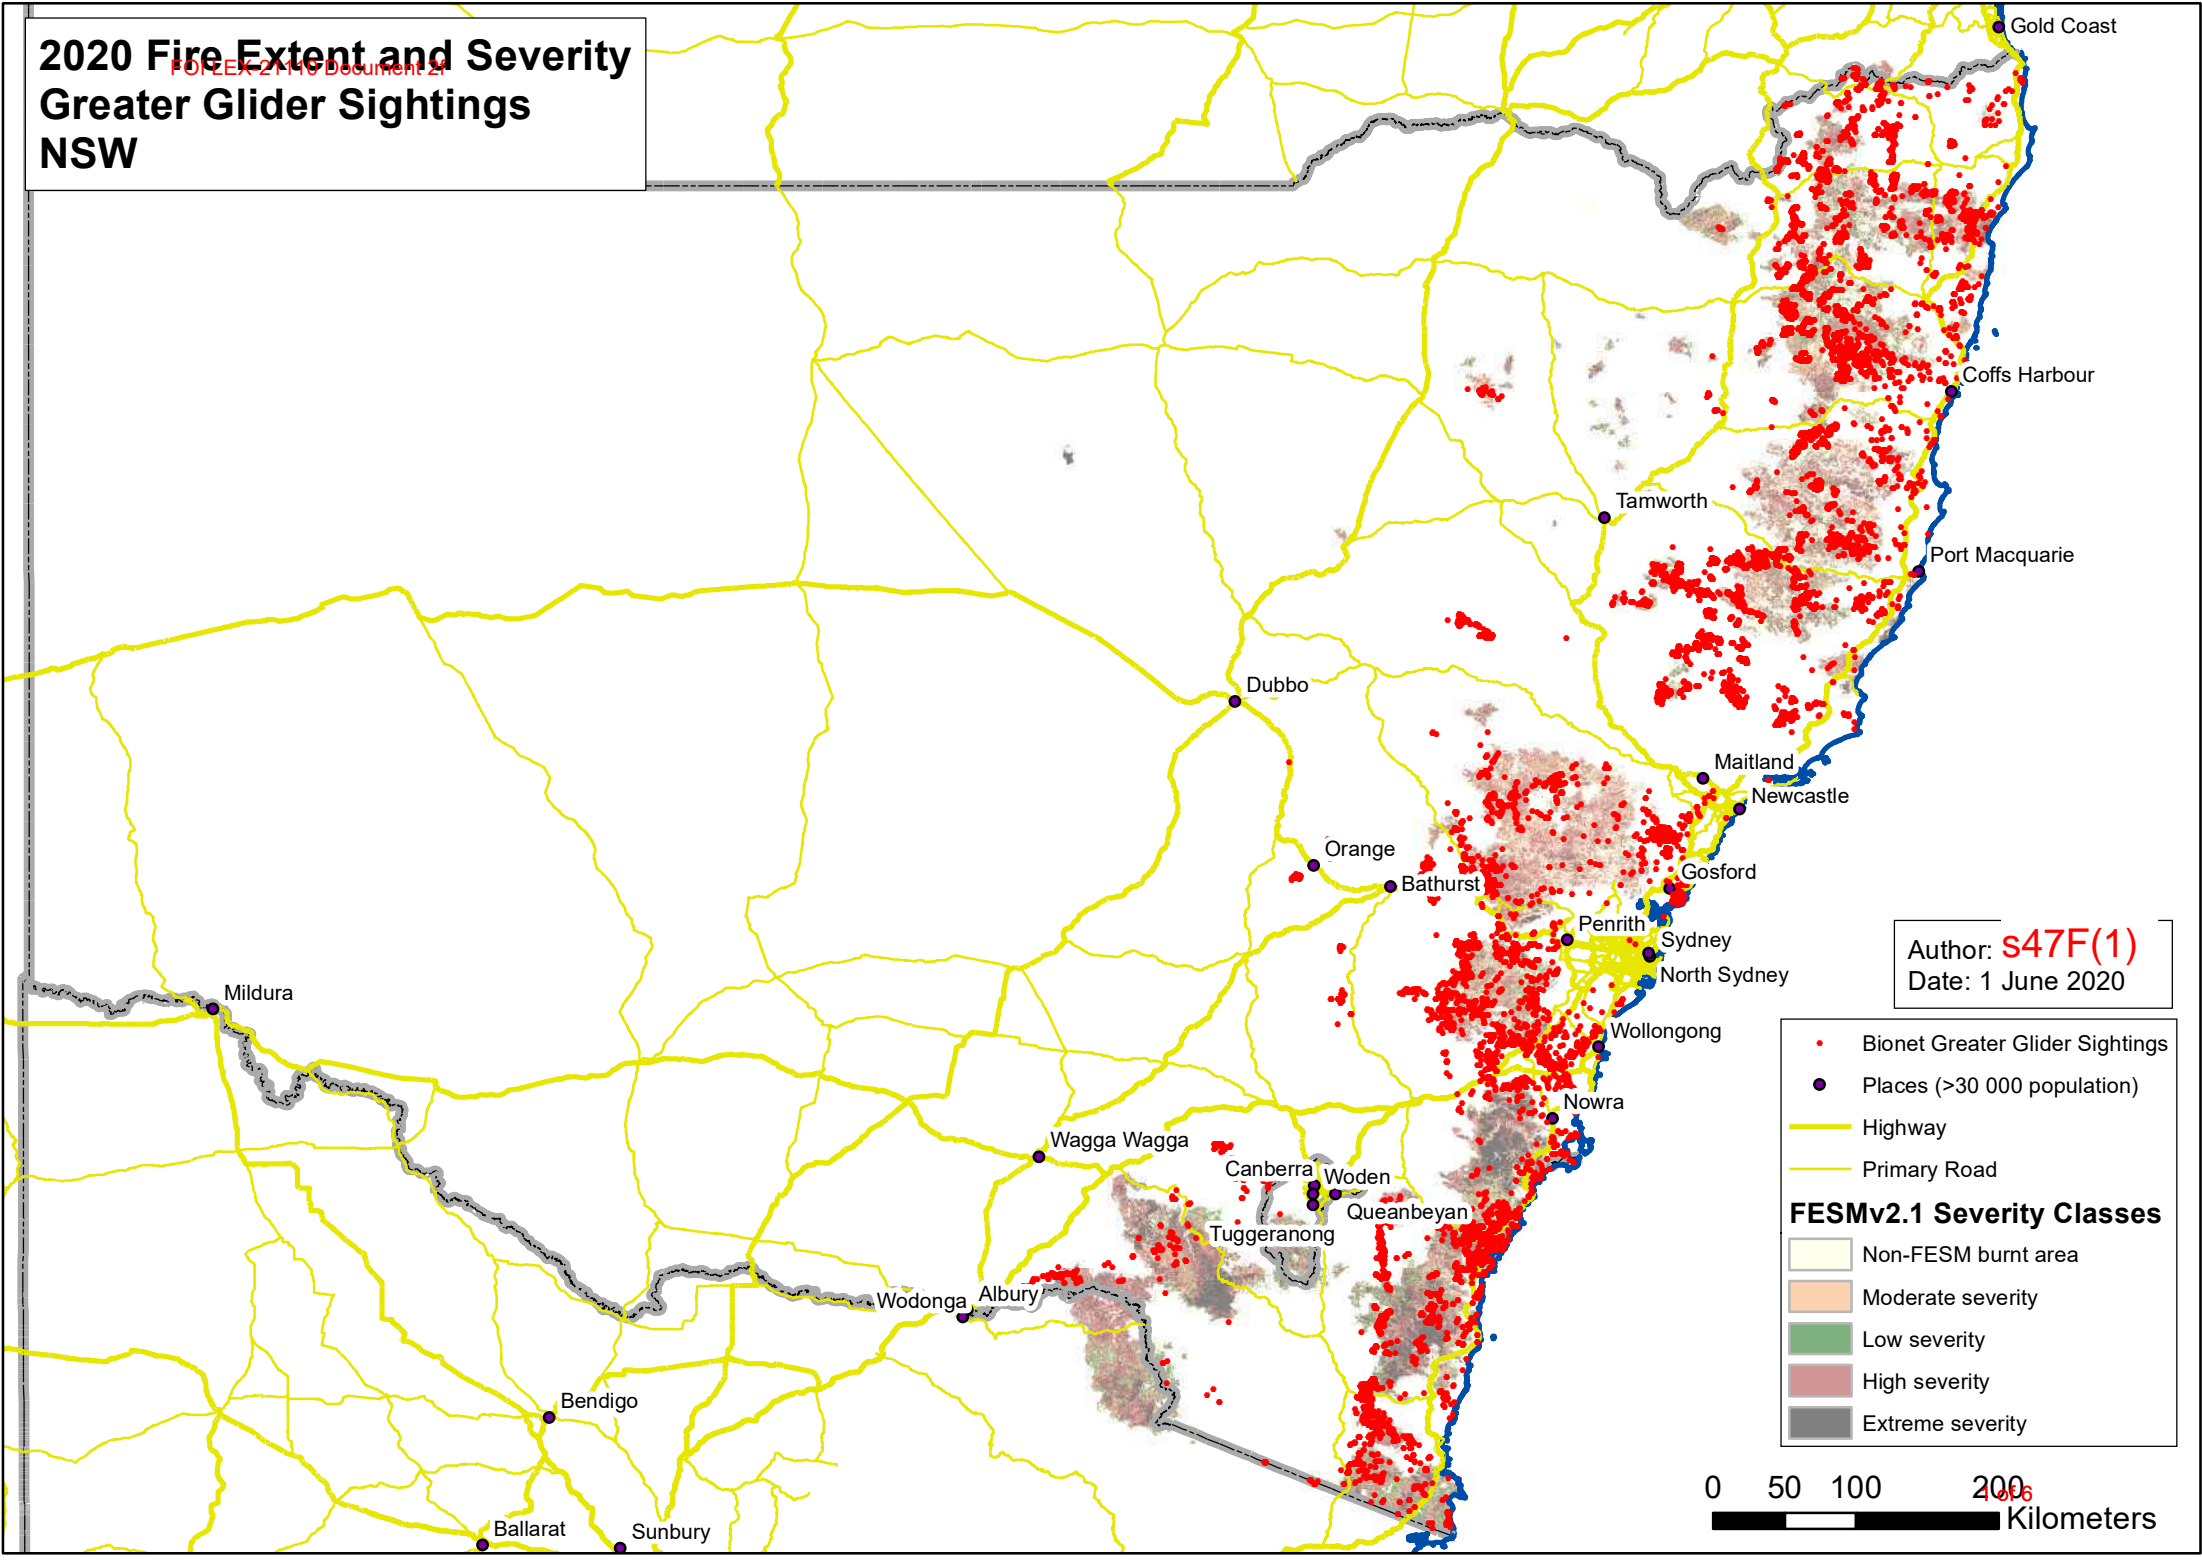 2020 Fire Extent and Severity
FOI LEX-21110 Document 2f
Greater Glider Sightings
NSW
Gold Coast
Coffs Harbour
Tamworth
Port Macquarie
Dubbo
Maitland
Newcastle
Orange
Bathurst
Gosford
Penrith
Sydney
North Sydney
Mildura
Wollongong
Nowra
Wagga Wagga
Canberra
Woden
Queanbeyan
Tuggeranong
Wodonga
Albury
Bendigo
Ballarat
Sunbury
Author: s47F(1)
Date: 1 June 2020
Bionet Greater Glider Sightings
Places (>30 000 population)
Highway
Primary Road
FESMv2.1 Severity Classes
Non-FESM burnt area
Moderate severity
Low severity
High severity
Extreme severity
0 50 100 200
1 of 6
Kilometers